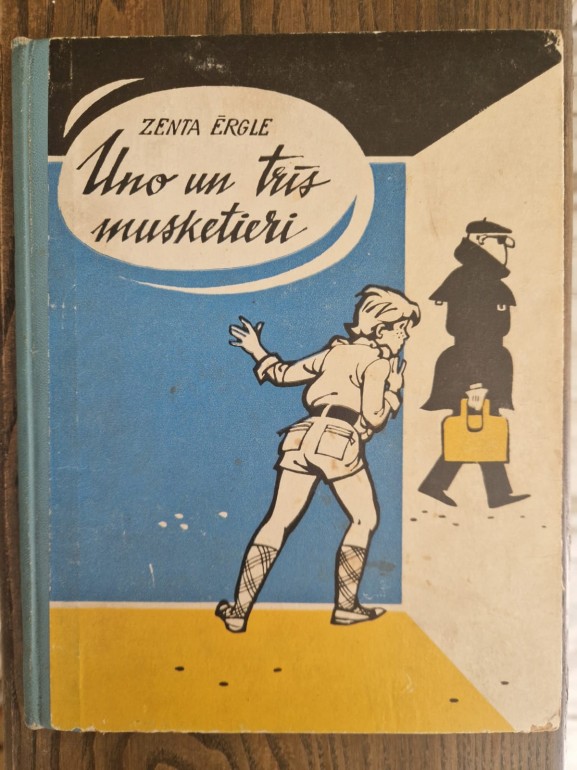 ZENTA ĒRGLE
Uno un trīs
musketieri